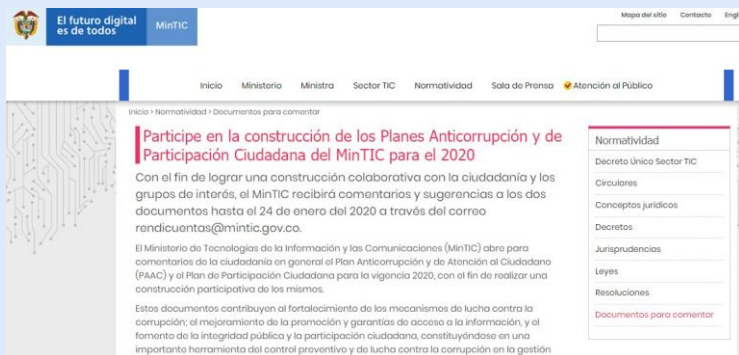 El futuro digital
es de todos
MinTIC
Mapa del sitio Contacto Engl
Inicio Ministerio Ministra Sector TIC Normatividad Sala de Prensa Atención al Público
Inicio > Normatividad > Documentos para comentar
Participe en la construcción de los Planes Anticorrupción y de
Participación Ciudadana del MinTIC para el 2020
Con el fin de lograr una construcción colaborativa con la ciudadanía y los
grupos de interés, el MinTIC recibirá comentarios y sugerencias a los dos
documentos hasta el 24 de enero del 2020 a través del correo
rendicuentas@mintic.gov.co.
El Ministerio de Tecnologías de la Información y las Comunicaciones (MinTIC) abre para
comentarios de la ciudadanía en general el Plan Anticorrupción y de Atención al Ciudadano
(PAAC) y el Plan de Participación Ciudadana para la vigencia 2020, con el fin de realizar una
construcción participativa de los mismos.
Estos documentos contribuyen al fortalecimiento de los mecanismos de lucha contra la
corrupción; el mejoramiento de la promoción y garantías de acceso a la información, y el
fomento de la integridad pública y la participación ciudadana, constituyéndose en una
importante herramienta del control preventivo y de lucha contra la corrupción en la gestión
Normatividad
Decreto Único Sector TIC
Circulares
Conceptos jurídicos
Decretos
Jurisprudencias
Leyes
Resoluciones
Documentos para comentar